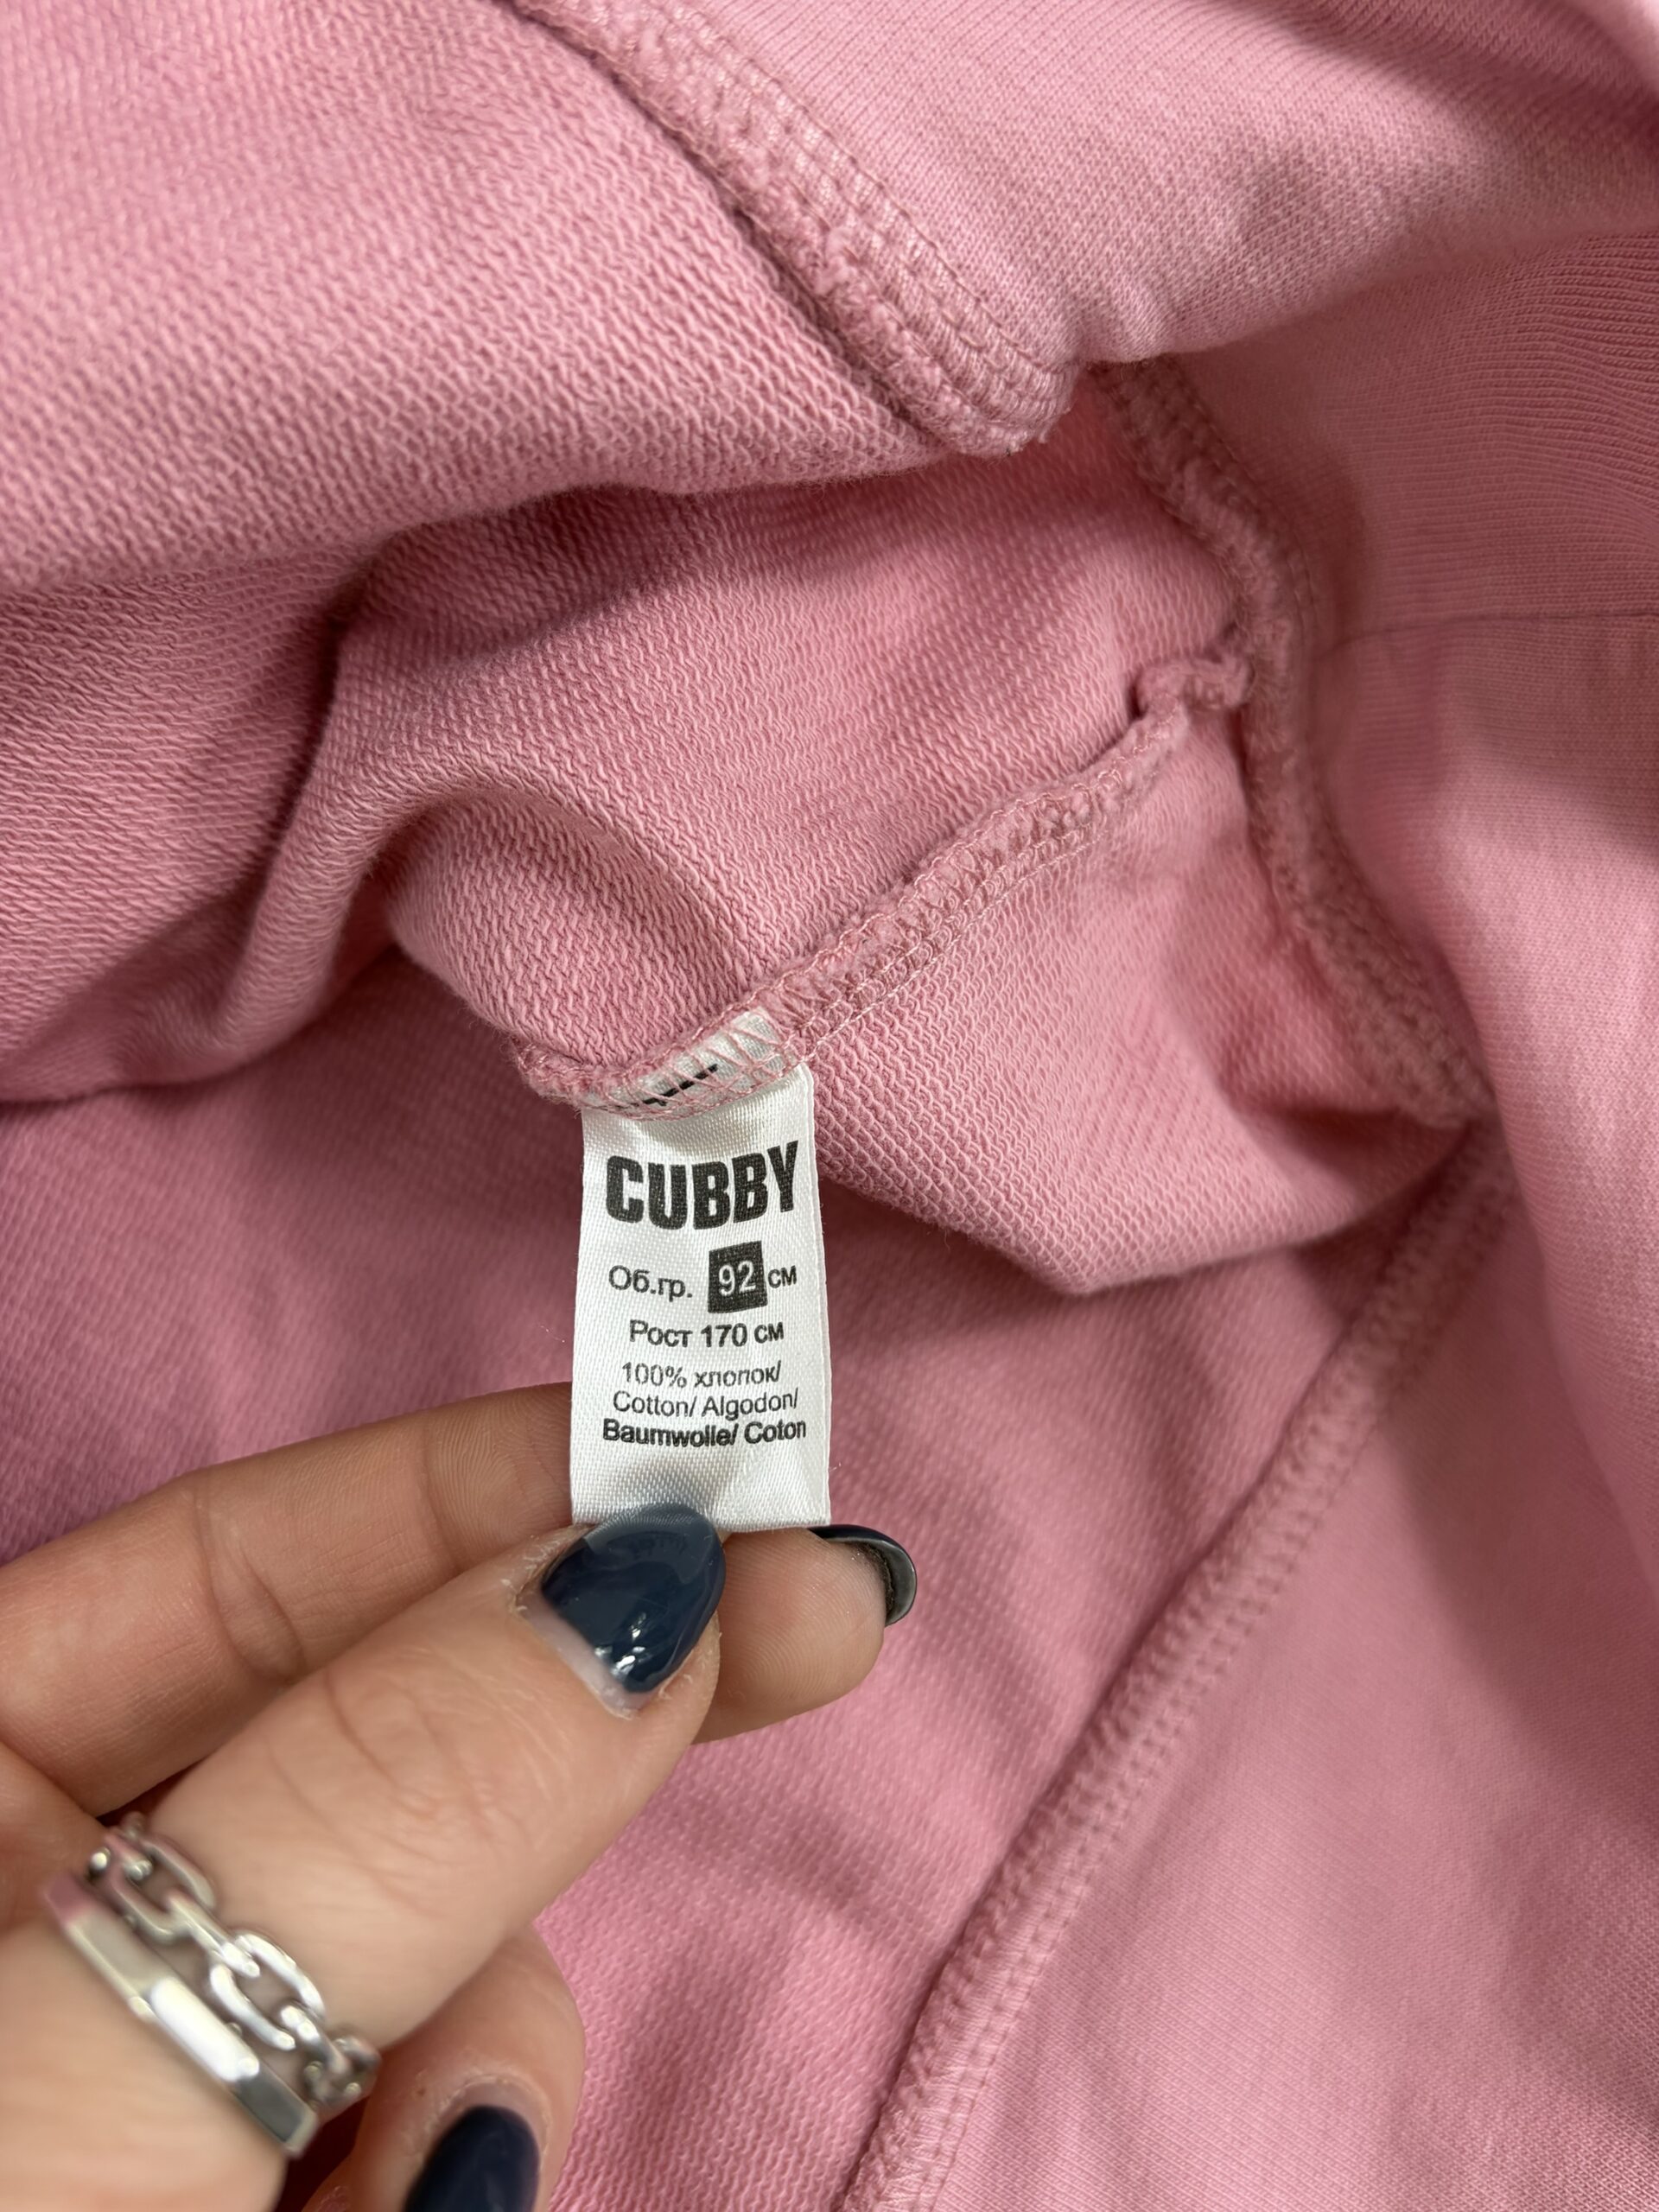 CUBBY
Об.гр. 92 см
Рост 170 см
100% хлопок/
Cotton/ Algodon/
Baumwolle/ Coton